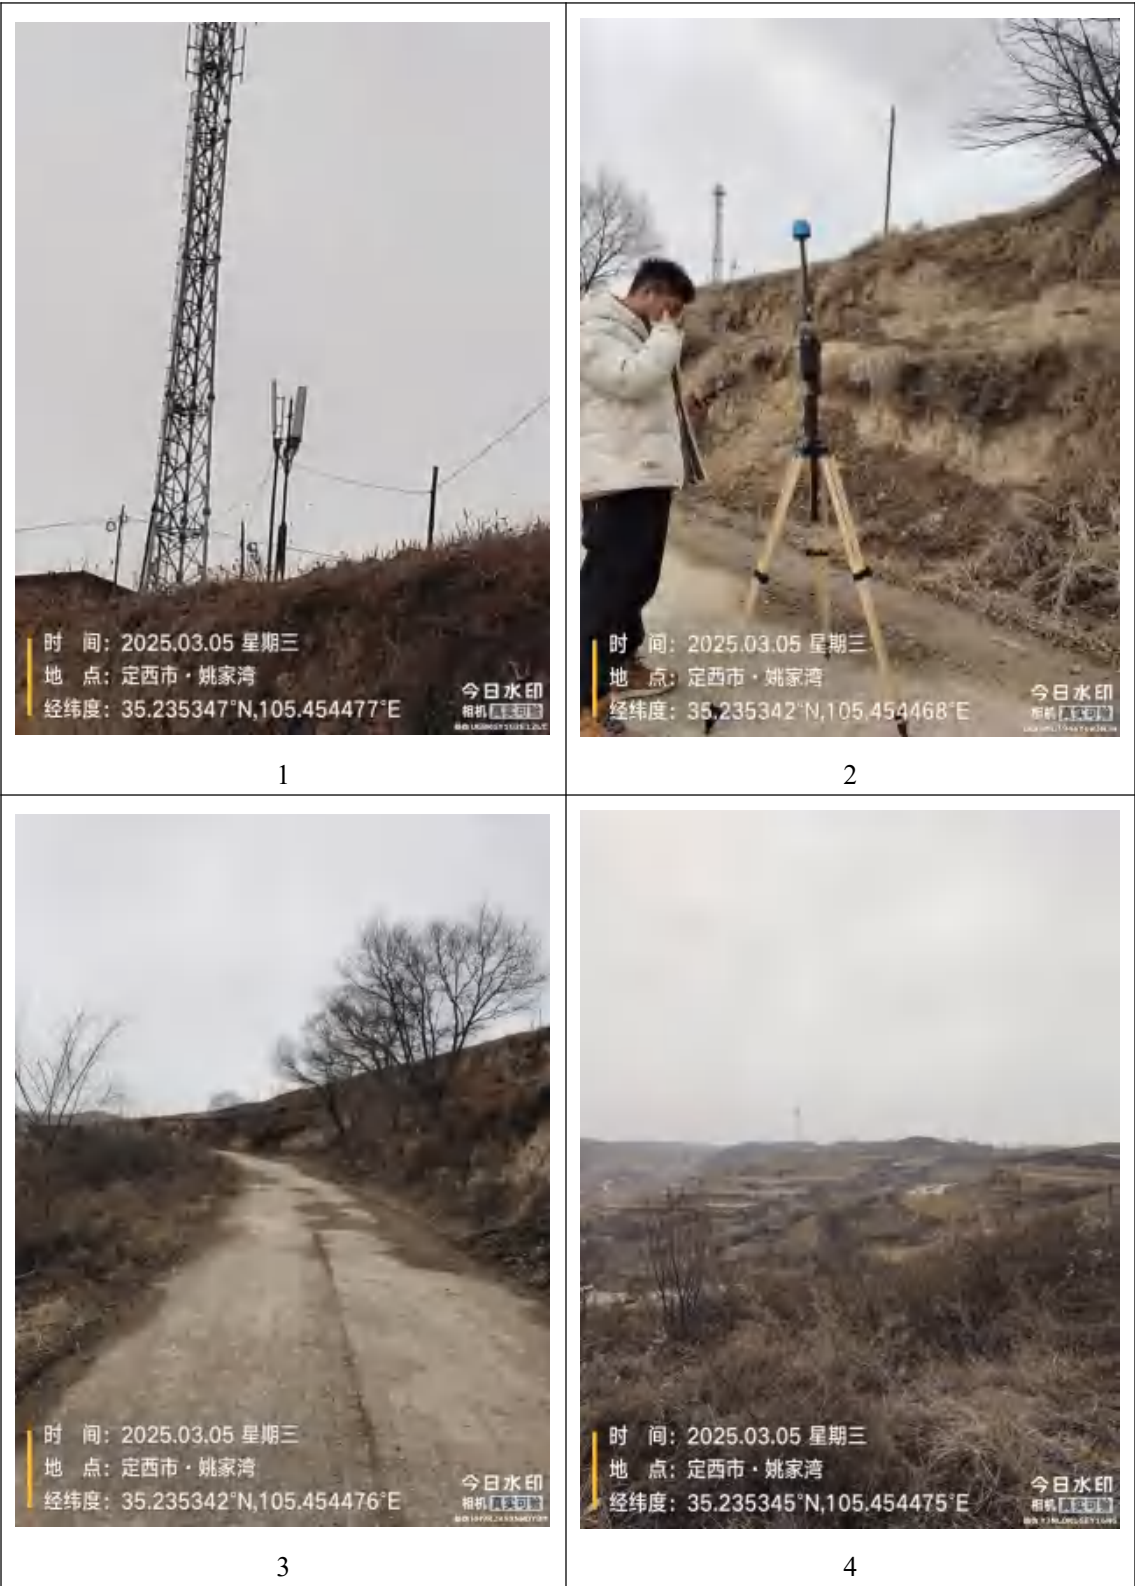 时 间：2025.03.05 星期三
地 点：定西市·姚家湾
经纬度：35.235347°N,105.454477°E
今日水印
相机 真实可验
1
时 间：2025.03.05 星期三
地 点：定西市·姚家湾
经纬度：35.235342°N,105.454468°E
今日水印
相机 真实可验
2
时 间：2025.03.05 星期三
地 点：定西市·姚家湾
经纬度：35.235342°N,105.454476°E
今日水印
相机 真实可验
3
时 间：2025.03.05 星期三
地 点：定西市·姚家湾
经纬度：35.235345°N,105.454475°E
今日水印
相机 真实可验
4